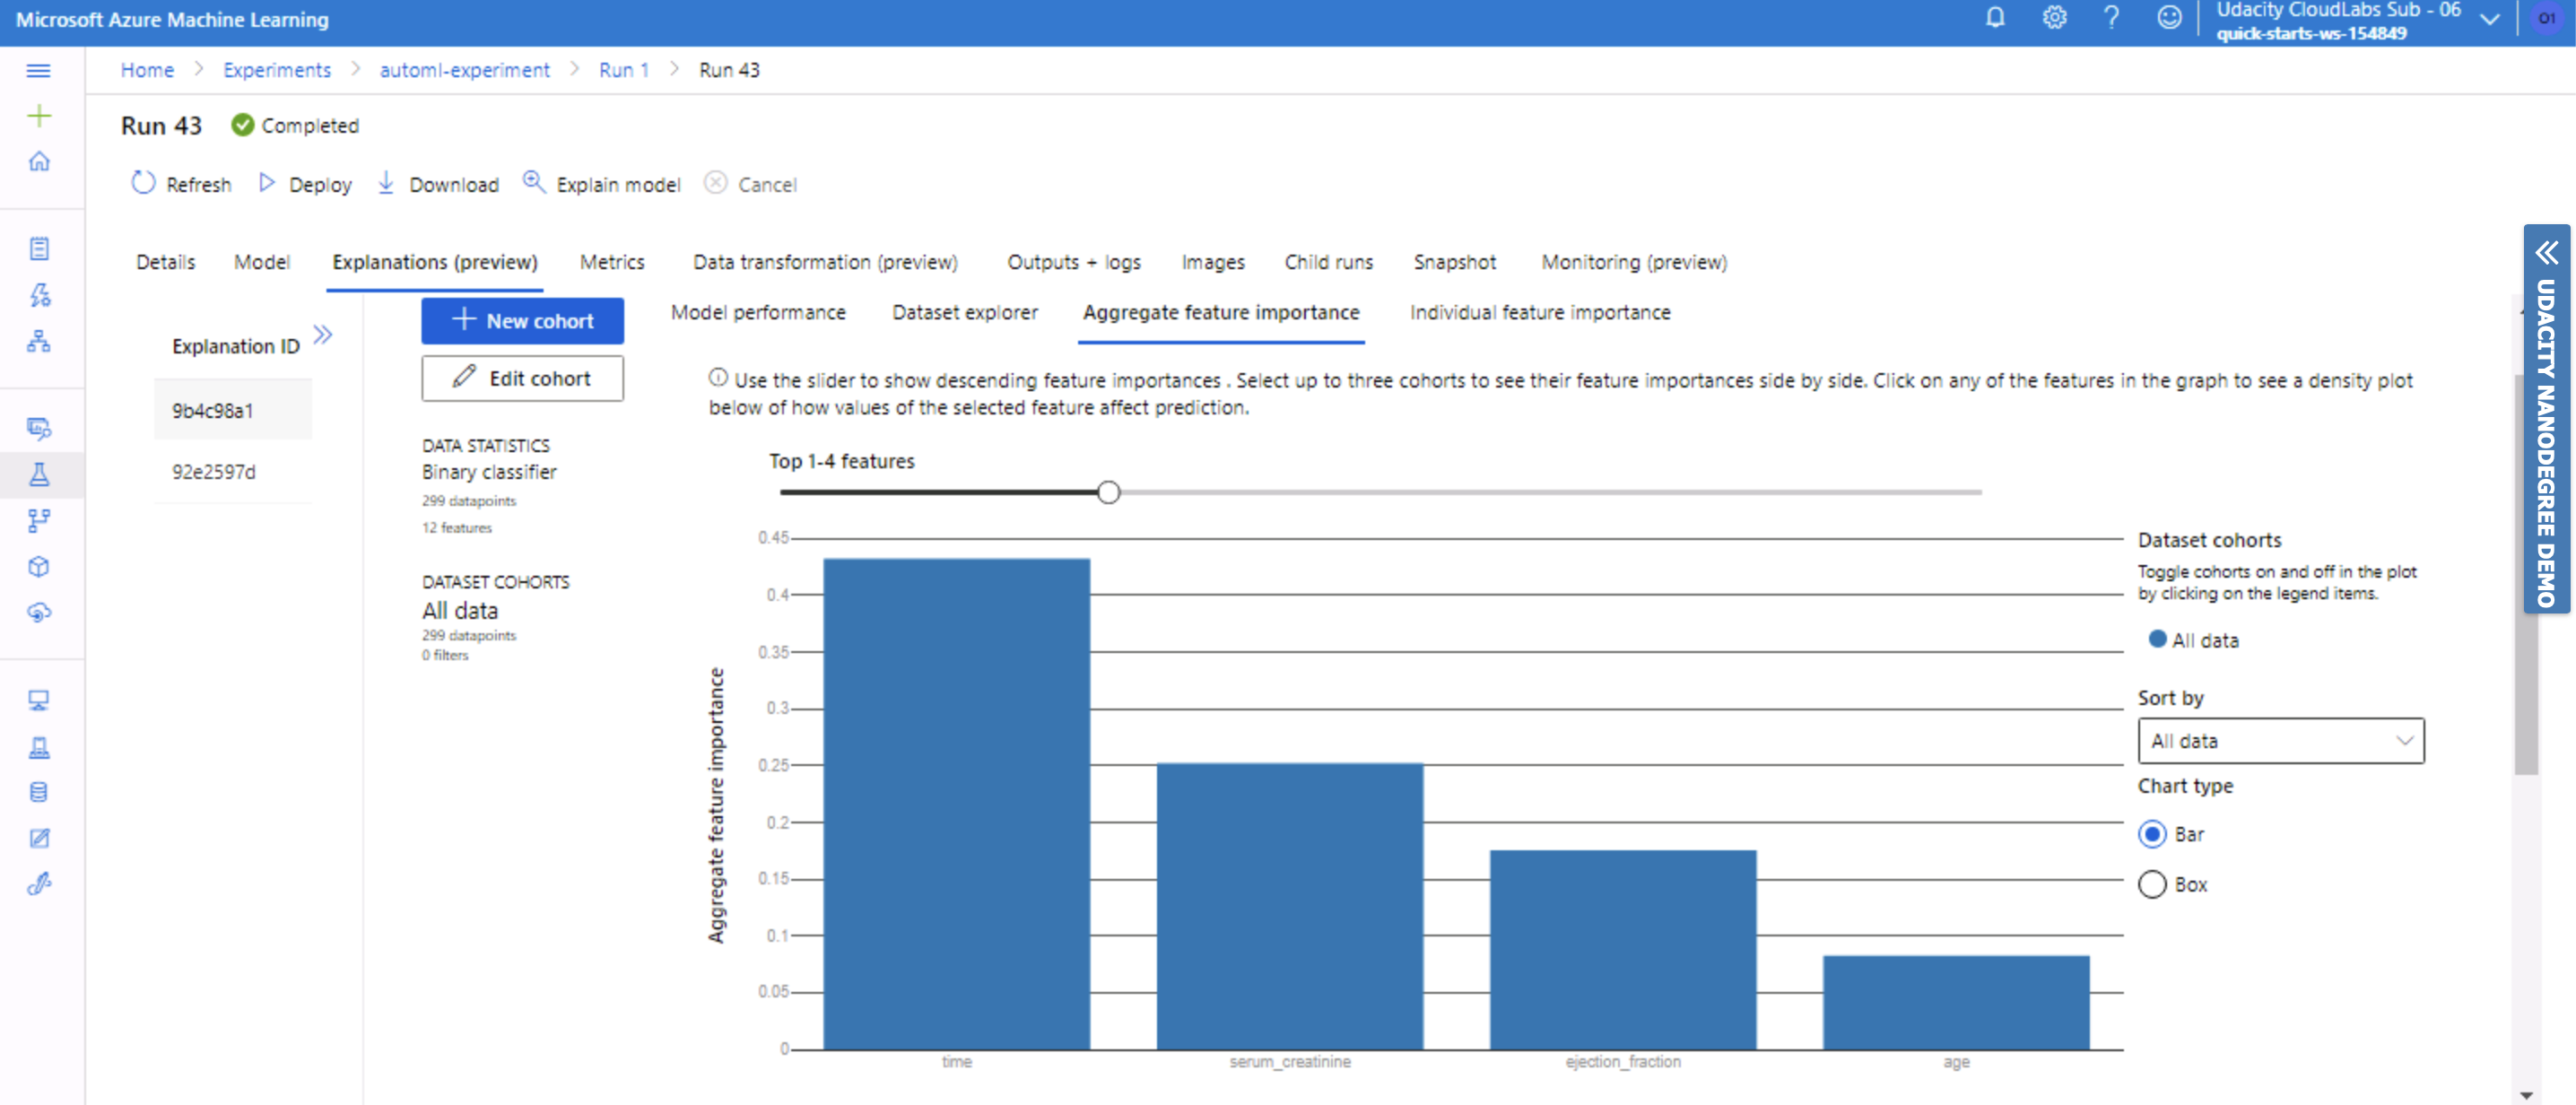 Microsoft Azure Machine Learning
Udacity CloudLabs Sub - 06
quick-starts-ws-154849
O1
Home > Experiments > automl-experiment > Run 1 > Run 43
Run 43 Completed
Refresh Deploy Download Explain model Cancel
Details Model Explanations (preview) Metrics Data transformation (preview) Outputs + logs Images Child runs Snapshot Monitoring (preview)
Explanation ID
9b4c98a1
92e2597d
+ New cohort
Edit cohort
DATA STATISTICS
Binary classifier
299 datapoints
12 features
DATASET COHORTS
All data
299 datapoints
0 filters
Model performance Dataset explorer Aggregate feature importance Individual feature importance
Use the slider to show descending feature importances . Select up to three cohorts to see their feature importances side by side. Click on any of the features in the graph to see a density plot
below of how values of the selected feature affect prediction.
Top 1-4 features
Aggregate feature importance
0.45
0.4
0.35
0.3
0.25
0.2
0.15
0.1
0.05
0
time serum_creatinine ejection_fraction age
Dataset cohorts
Toggle cohorts on and off in the plot
by clicking on the legend items.
All data
Sort by
All data
Chart type
Bar
Box
UDACITY NANODEGREE DEMO